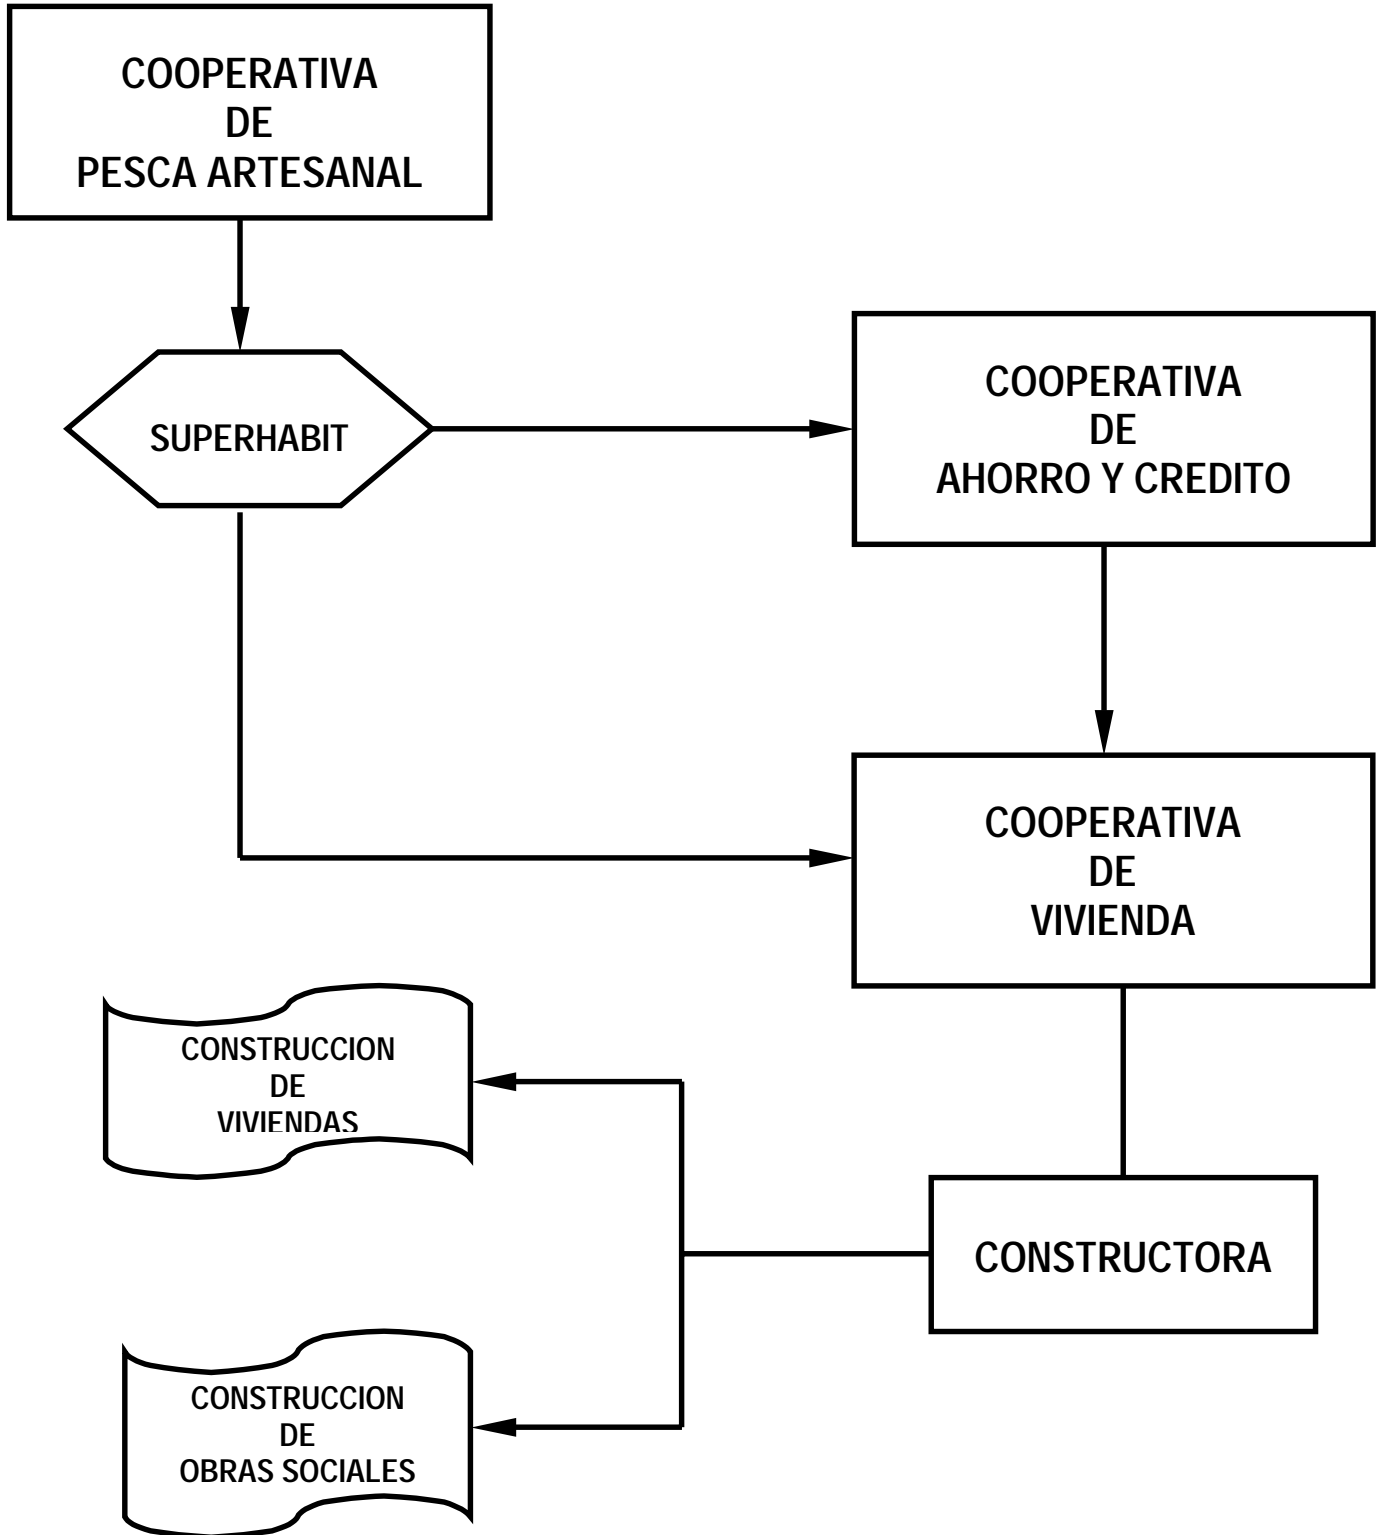 COOPERATIVA
DE
PESCA ARTESANAL
SUPERHABIT
COOPERATIVA
DE
AHORRO Y CREDITO
COOPERATIVA
DE
VIVIENDA
CONSTRUCCION
DE
VIVIENDAS
CONSTRUCTORA
CONSTRUCCION
DE
OBRAS SOCIALES